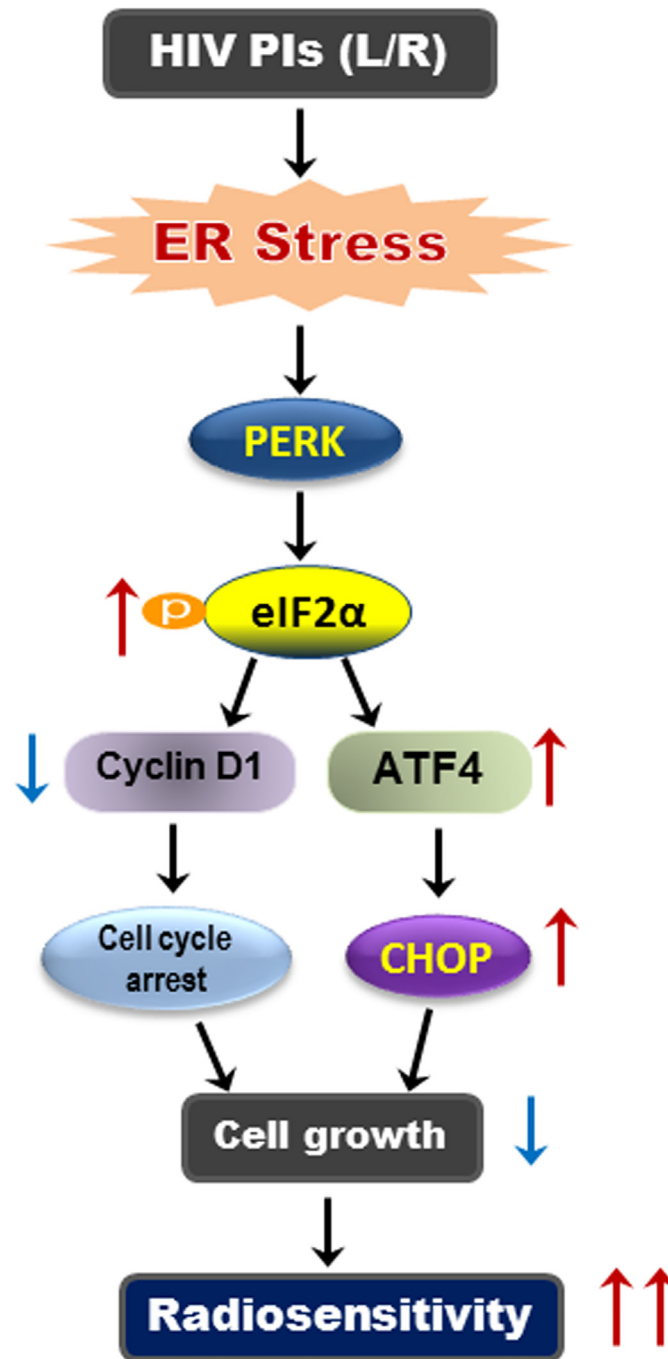 HIV PIs (L/R)
ER Stress
PERK
p
eIF2α
Cyclin D1
ATF4
Cell cycle
arrest
CHOP
Cell growth
Radiosensitivity